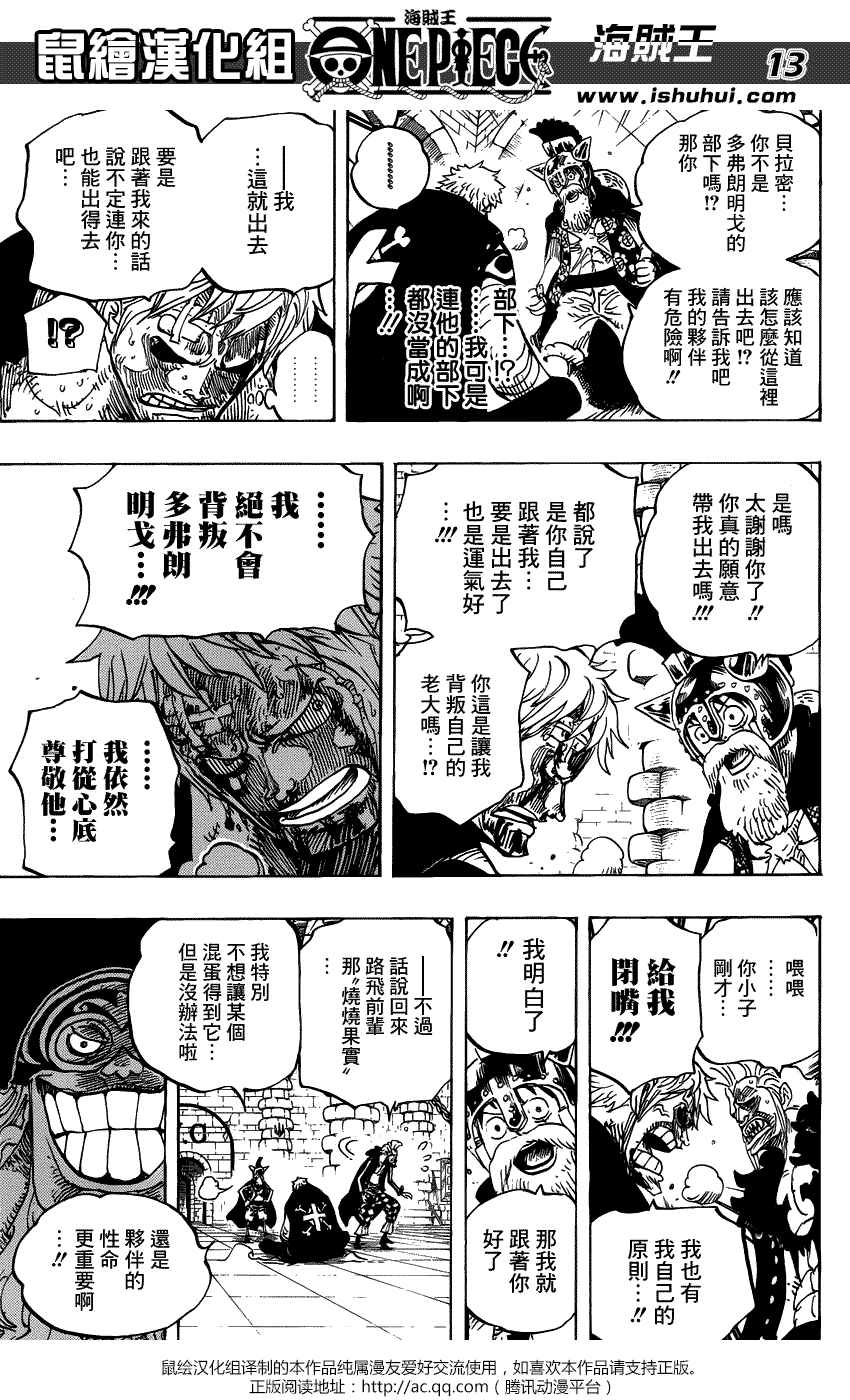 鼠繪漢化組
海賊王
ONE PIECE
海賊王
13
www.ishuhui.com
貝拉密…
你不是
多弗朗明戈的
部下嗎!?
那你
應該知道
該怎麼從這裡
出去吧!?
請告訴我吧
我的夥伴
有危險啊!!
………
部下…!?
……我可是
連他的部下
都沒當成啊
——我
…這就出去
要是
跟著我來的話
說不定連你…
也能出得去
吧…
……
!?
是嗎
太謝謝你了!!
你真的願意
帶我出去嗎!!!
都說了
是你自己
跟著我…
要是出去了
也是運氣好
…!!!
你這是讓我
背叛自己的
老大嗎…!?
……
我
絕不會
背叛
多弗朗
明戈…!!!
……
我依然
打從心底
尊敬他…
喂喂
……
你小子
剛才…
給我
閉嘴!!!
我也有
我自己的
原則…!!
我明白了
!!
那我就
跟著你
好了
——不過
話說回來
路飛前輩
那“燒燒果實”
…
我特別
不想讓某個
混蛋得到它…
但是沒辦法啦
還是
夥伴的
性命
更重要啊
…!!
鼠绘汉化组译制的本作品纯属漫友爱好交流使用，如喜欢本作品请支持正版。
正版阅读地址：http://ac.qq.com（腾讯动漫平台）